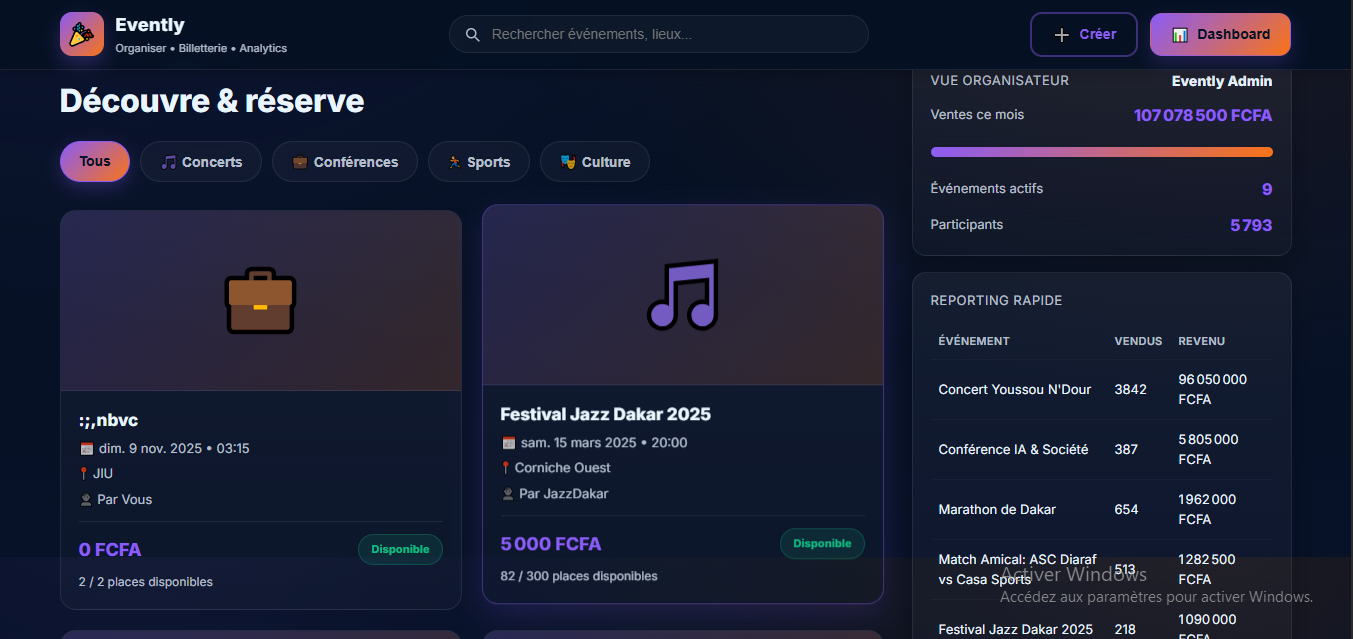 Evently
Organiser • Billetterie • Analytics
Rechercher événements, lieux...
+ Créer
Dashboard
Découvre & réserve
Tous
Concerts
Conférences
Sports
Culture
:;,nbvc
dim. 9 nov. 2025 • 03:15
JIU
Par Vous
0 FCFA
Disponible
2 / 2 places disponibles
Festival Jazz Dakar 2025
sam. 15 mars 2025 • 20:00
Corniche Ouest
Par JazzDakar
5 000 FCFA
Disponible
82 / 300 places disponibles
VUE ORGANISATEUR
Evently Admin
Ventes ce mois
107 078 500 FCFA
Événements actifs
9
Participants
5 793
REPORTING RAPIDE
ÉVÉNEMENT VENDUS REVENU
Concert Youssou N'Dour 3842 96 050 000
FCFA
Conférence IA & Société 387 5 805 000
FCFA
Marathon de Dakar 654 1 962 000
FCFA
Match Amical: ASC Diaraf 513 1 282 500
vs Casa Sports FCFA
Festival Jazz Dakar 2025 218 1 090 000
FCFA
Activer Windows
Accédez aux paramètres pour activer Windows.